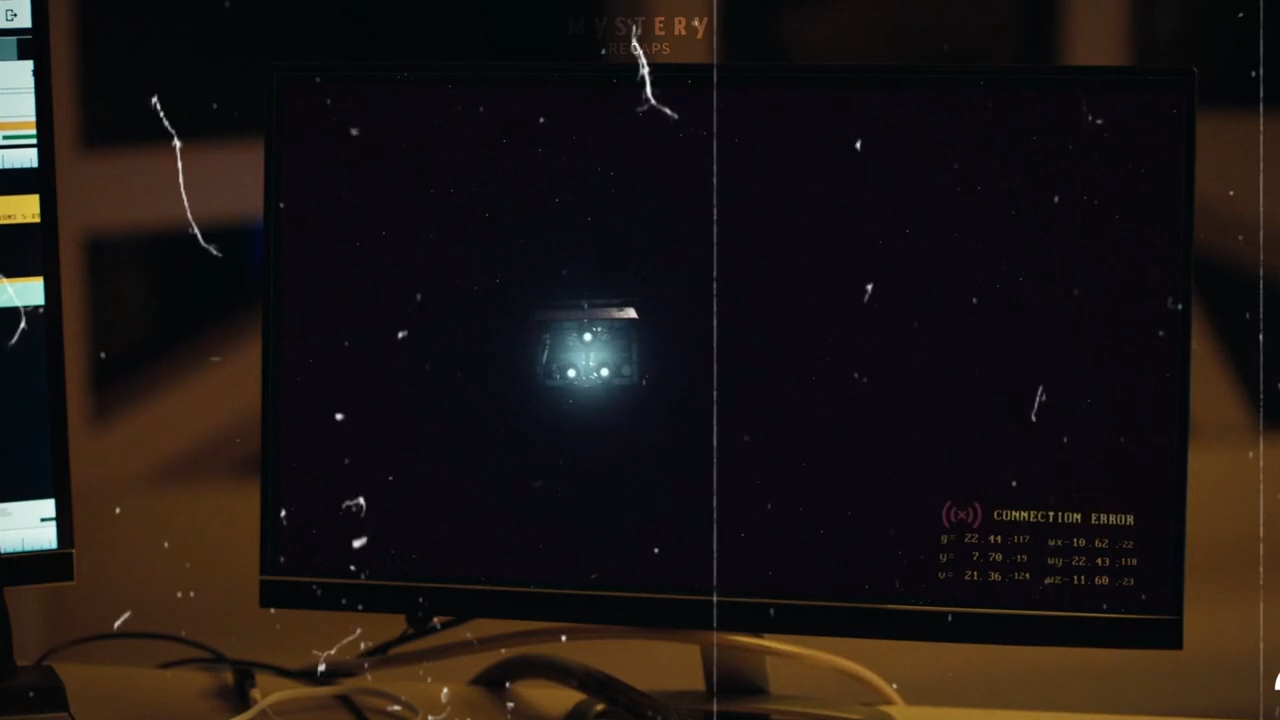 MYSTERY
RECAPS
((x)) CONNECTION ERROR
g= 22.44 ;-117 wx-10.62 ;-22
y= 7.70 ;-19 wy-22.43 ;-118
v= 21.36 ;-124 wz-11.60 ;-23